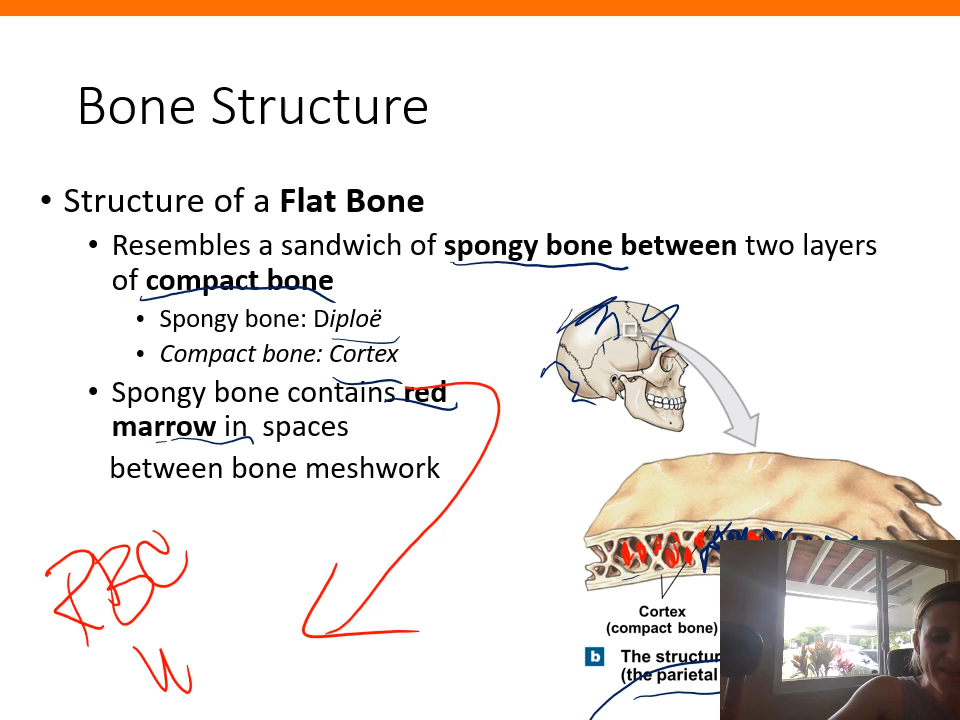 Bone Structure
• Structure of a Flat Bone
• Resembles a sandwich of spongy bone between two layers
of compact bone
• Spongy bone: Diploë
• Compact bone: Cortex
• Spongy bone contains red
marrow in spaces
between bone meshwork
RBC
W
Cortex
(compact bone)
b The structu
(the parietal